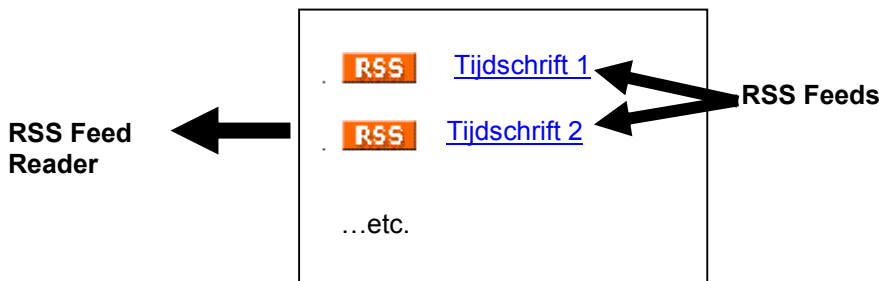 . RSS Tijdschrift 1
RSS Feeds
. RSS Tijdschrift 2
RSS Feed
Reader
…etc.